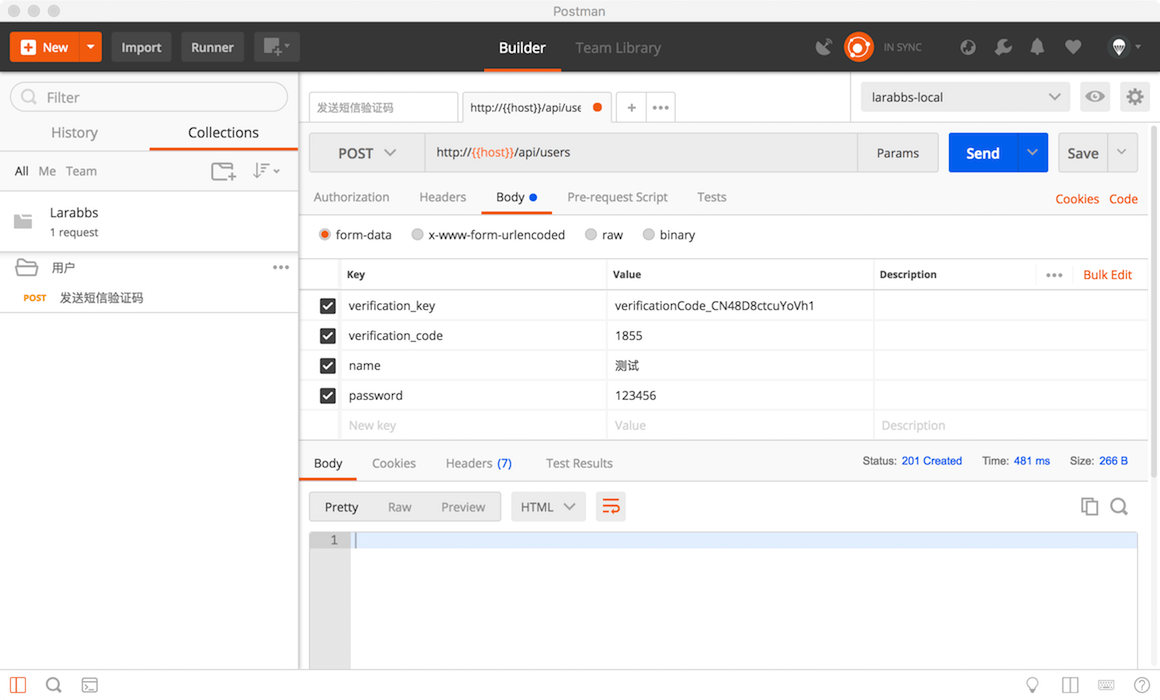 Postman
New Import Runner Builder Team Library IN SYNC
Filter
发送短信验证码 http://{{host}}/api/use + ••• larabbs-local
History Collections
POST http://{{host}}/api/users Params Send Save
All Me Team
Authorization Headers Body Pre-request Script Tests Cookies Code
Larabbs
1 request
form-data x-www-form-urlencoded raw binary
用户 •••
POST 发送短信验证码
Key Value Description ••• Bulk Edit
verification_key verificationCode_CN48D8ctcuYoVh1
verification_code 1855
name 测试
password 123456
New key Value Description
Body Cookies Headers (7) Test Results Status: 201 Created Time: 481 ms Size: 266 B
Pretty Raw Preview HTML
1